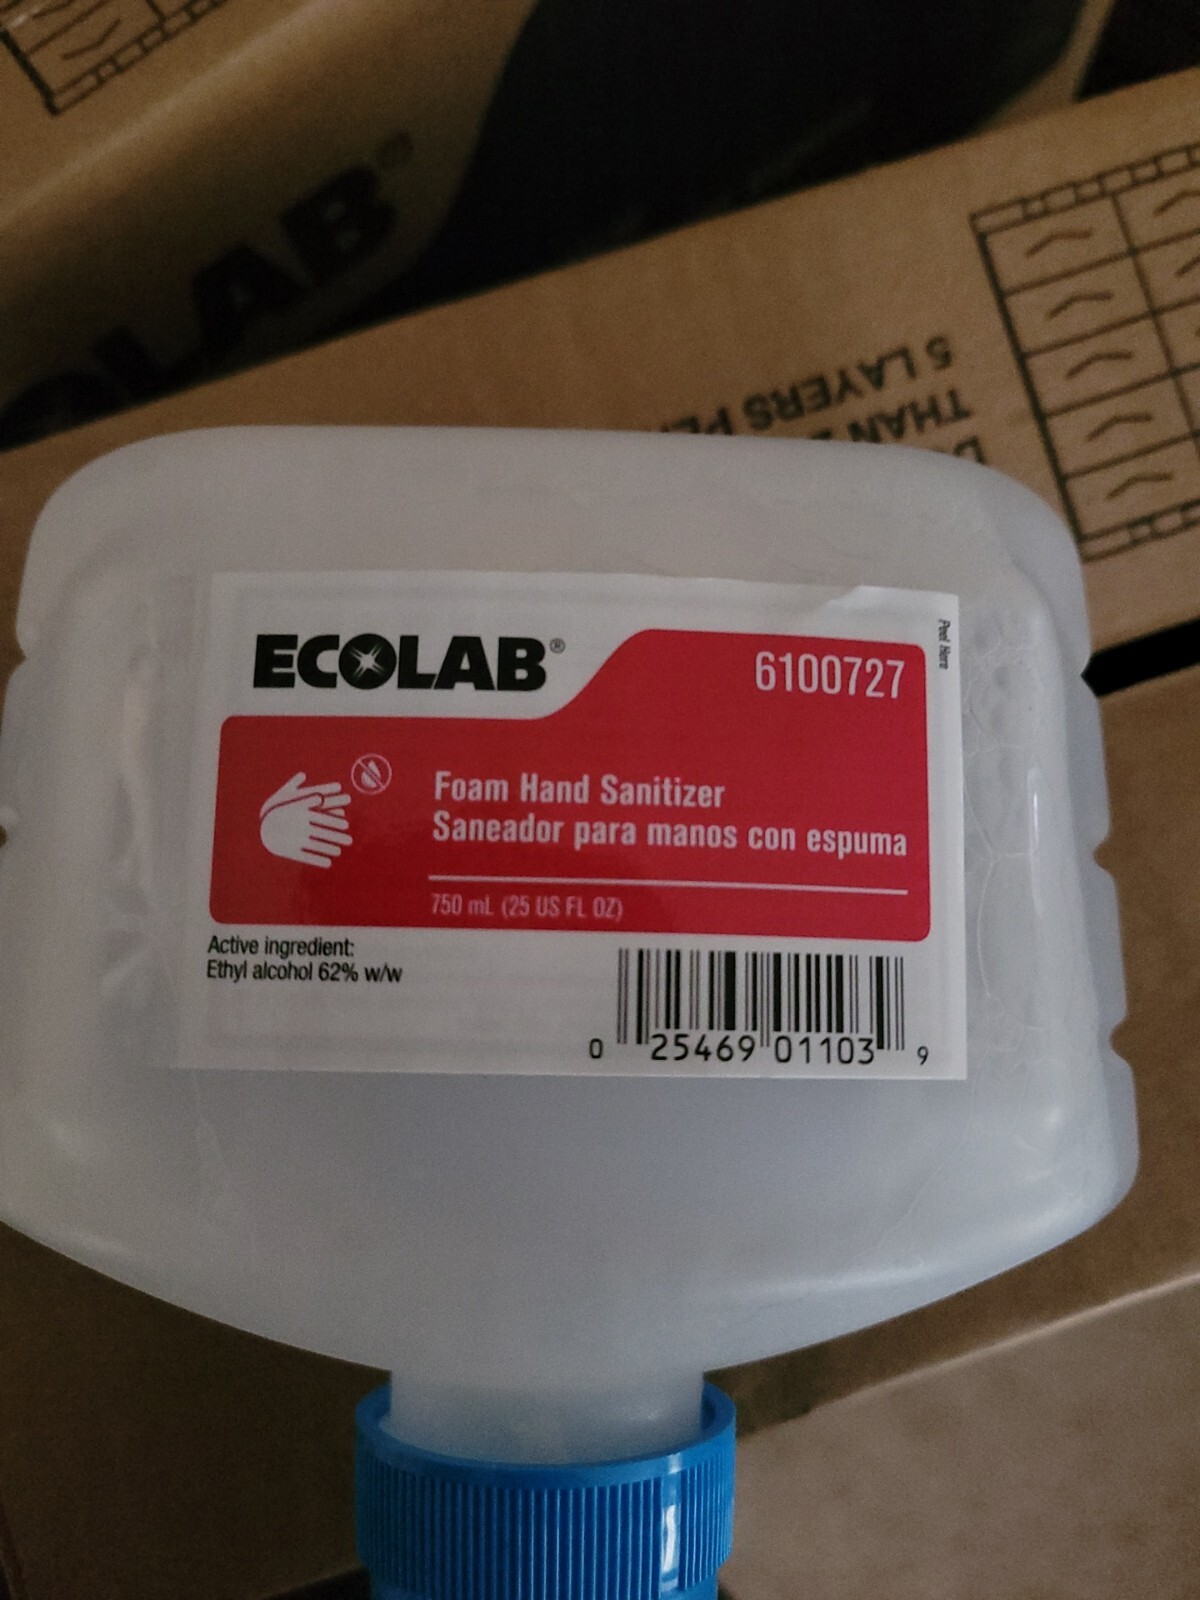 ECOLAB®
5 LAYERS
THAN
ECOLAB®
6100727
Peel Here
Foam Hand Sanitizer
Saneador para manos con espuma
750 mL (25 US FL OZ)
Active ingredient:
Ethyl alcohol 62% w/w
0 25469 01103 9